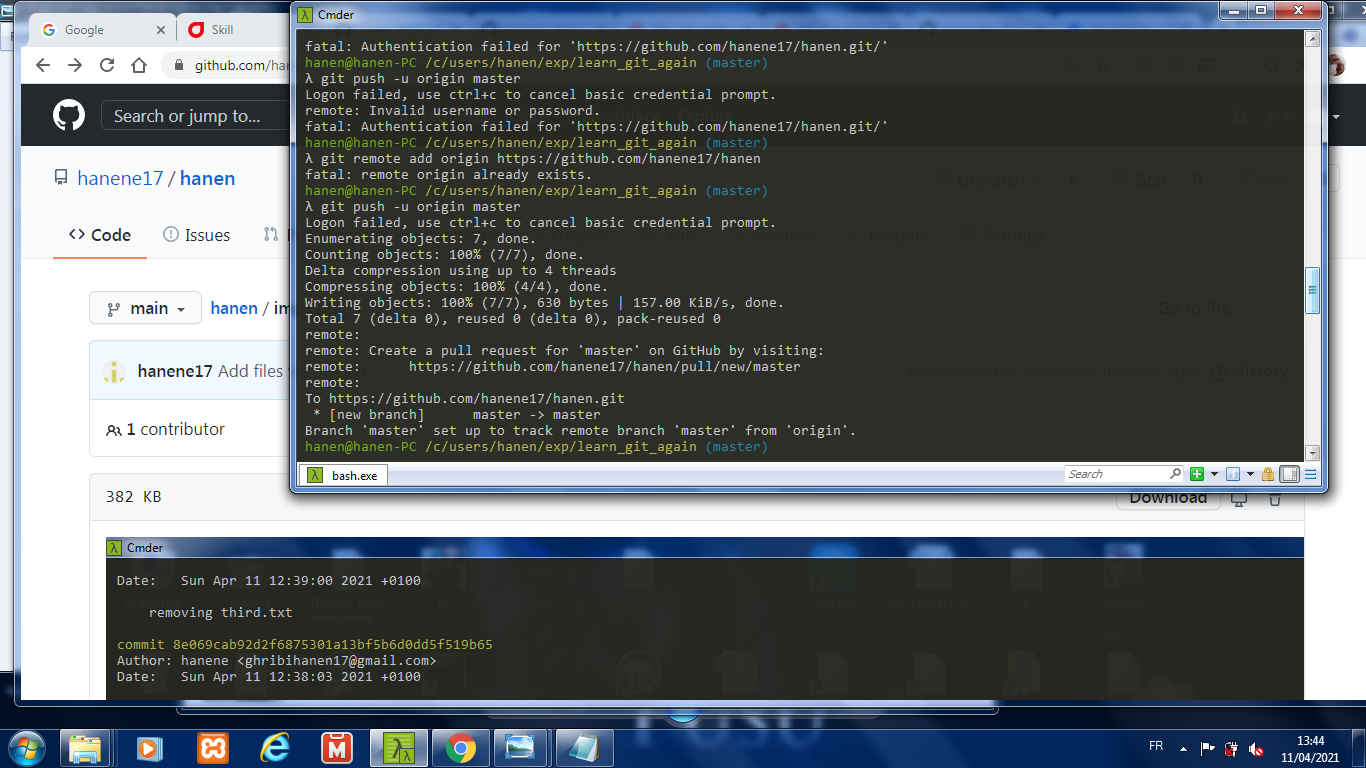 Google
Skill
github.com/han
Search or jump to...
hanene17 / hanen
Code
Issues
main
hanen / im
hanene17 Add files
1 contributor
382 KB
Download
Cmder
fatal: Authentication failed for 'https://github.com/hanene17/hanen.git/'
hanen@hanen-PC /c/users/hanen/exp/learn_git_again (master)
λ git push -u origin master
Logon failed, use ctrl+c to cancel basic credential prompt.
remote: Invalid username or password.
fatal: Authentication failed for 'https://github.com/hanene17/hanen.git/'
hanen@hanen-PC /c/users/hanen/exp/learn_git_again (master)
λ git remote add origin https://github.com/hanene17/hanen
fatal: remote origin already exists.
hanen@hanen-PC /c/users/hanen/exp/learn_git_again (master)
λ git push -u origin master
Logon failed, use ctrl+c to cancel basic credential prompt.
Enumerating objects: 7, done.
Counting objects: 100% (7/7), done.
Delta compression using up to 4 threads
Compressing objects: 100% (4/4), done.
Writing objects: 100% (7/7), 630 bytes | 157.00 KiB/s, done.
Total 7 (delta 0), reused 0 (delta 0), pack-reused 0
remote:
remote: Create a pull request for 'master' on GitHub by visiting:
remote:      https://github.com/hanene17/hanen/pull/new/master
remote:
To https://github.com/hanene17/hanen.git
 * [new branch]      master -> master
Branch 'master' set up to track remote branch 'master' from 'origin'.
hanen@hanen-PC /c/users/hanen/exp/learn_git_again (master)
bash.exe
Search
Unwatch
Star
Wiki
Security
Insights
Settings
Go to file
History
Cmder
Date:   Sun Apr 11 12:39:00 2021 +0100
removing third.txt
commit 8e069cab92d2f6875301a13bf5b6d0dd5f519b65
Author: hanene <ghribihanen17@gmail.com>
Date:   Sun Apr 11 12:38:03 2021 +0100
FR
13:44
11/04/2021